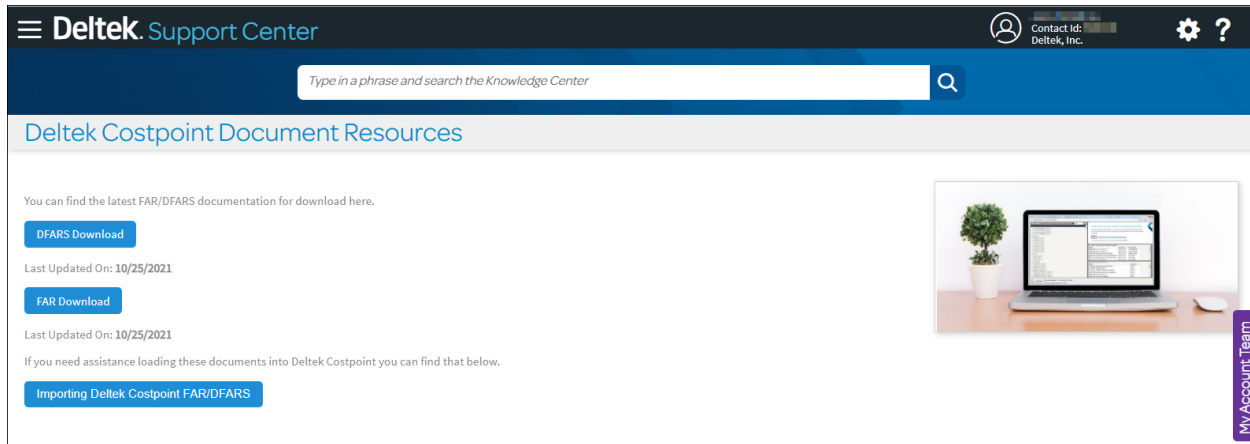 Deltek. Support Center
Contact Id:
Deltek, Inc.
?
Type in a phrase and search the Knowledge Center
Deltek Costpoint Document Resources
You can find the latest FAR/DFARS documentation for download here.
DFARS Download
Last Updated On: 10/25/2021
FAR Download
Last Updated On: 10/25/2021
If you need assistance loading these documents into Deltek Costpoint you can find that below.
Importing Deltek Costpoint FAR/DFARS
My Account Team